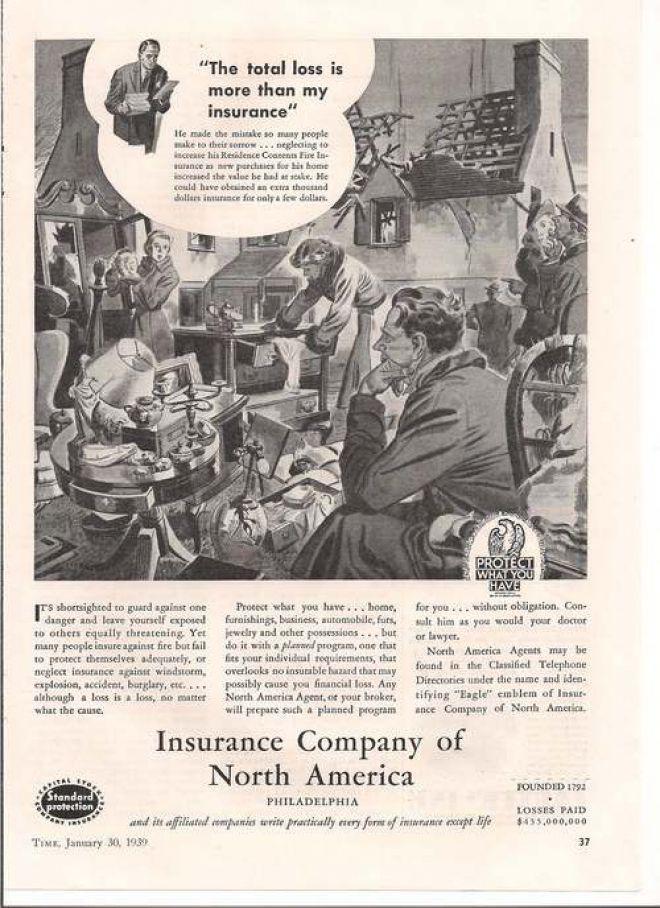 "The total loss is
more than my
insurance"
He made the mistake so many people
make to their sorrow . . . neglecting to
increase his Residence Contents Fire In-
surance as new purchases for his home
increased the value he had at stake. He
could have obtained an extra thousand
dollars insurance for only a few dollars.
PROTECT
WHAT YOU
HAVE
IT'S shortsighted to guard against one
danger and leave yourself exposed
to others equally threatening. Yet
many people insure against fire but fail
to protect themselves adequately, or
neglect insurance against windstorm,
explosion, accident, burglary, etc. . . .
although a loss is a loss, no matter
what the cause.
Protect what you have . . . home,
furnishings, business, automobile, furs,
jewelry and other possessions . . . but
do it with a planned program, one that
fits your individual requirements, that
overlooks no insurable hazard that may
possibly cause you financial loss. Any
North America Agent, or your broker,
will prepare such a planned program
for you . . . without obligation. Con-
sult him as you would your doctor
or lawyer.
North America Agents may be
found in the Classified Telephone
Directories under the name and iden-
tifying "Eagle" emblem of Insur-
ance Company of North America.
Insurance Company of
North America
PHILADELPHIA
and its affiliated companies write practically every form of insurance except life
CAPITAL STOCK
Standard
protection
COMPANY INSURANCE
FOUNDED 1792
•
LOSSES PAID
$455,000,000
TIME, January 30, 1939
37